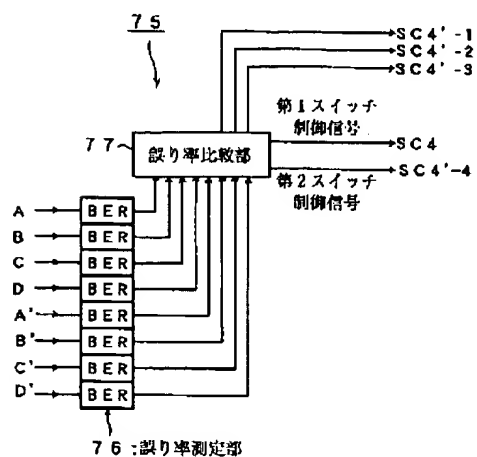 75
SC4'-1
SC4'-2
SC4'-3
第1スイッチ
制御信号
77
誤り率比較部
SC4
SC4'-4
第2スイッチ
制御信号
A BER
B BER
C BER
D BER
A' BER
B' BER
C' BER
D' BER
76:誤り率測定部